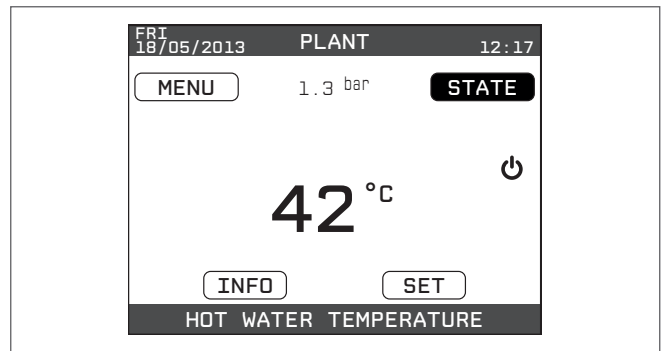 FRI
18/05/2013 PLANT 12:17
MENU 1.3 bar STATE
42 °C
INFO SET
HOT WATER TEMPERATURE